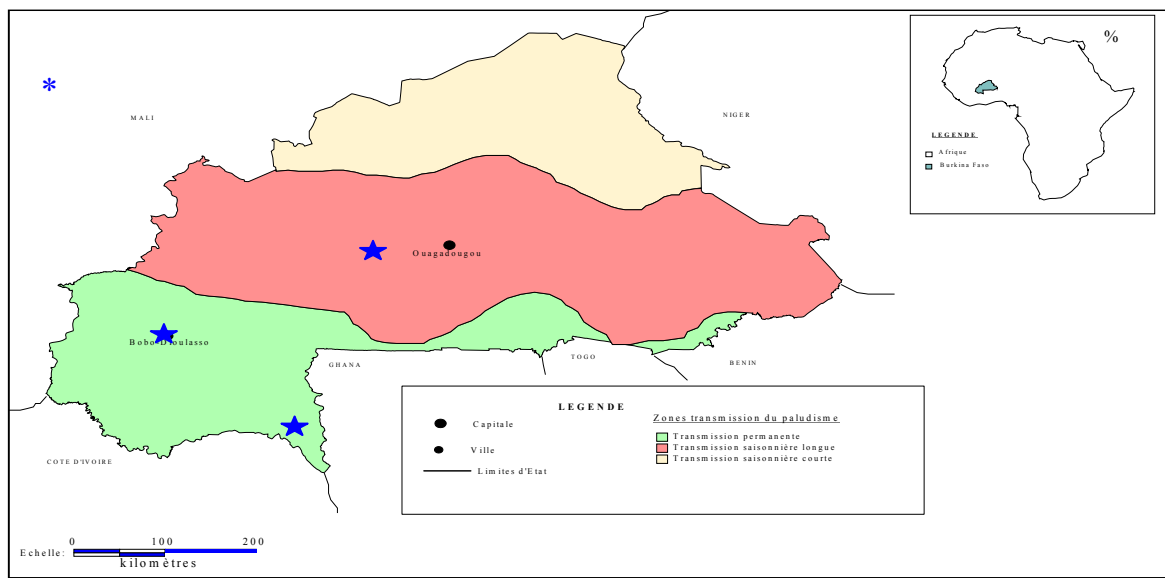 %
*
MALI
NIGER
LEGENDE
Afrique
Burkina Faso
Ouagadougou
Bobo Dioulasso
GHANA
TOGO
BENIN
COTE D'IVOIRE
LEGENDE
Capitale
Ville
Limites d'Etat
Zones transmission du paludisme
Transmission permanente
Transmission saisonnière longue
Transmission saisonnière courte
0 100 200
Echelle:
kilomètres